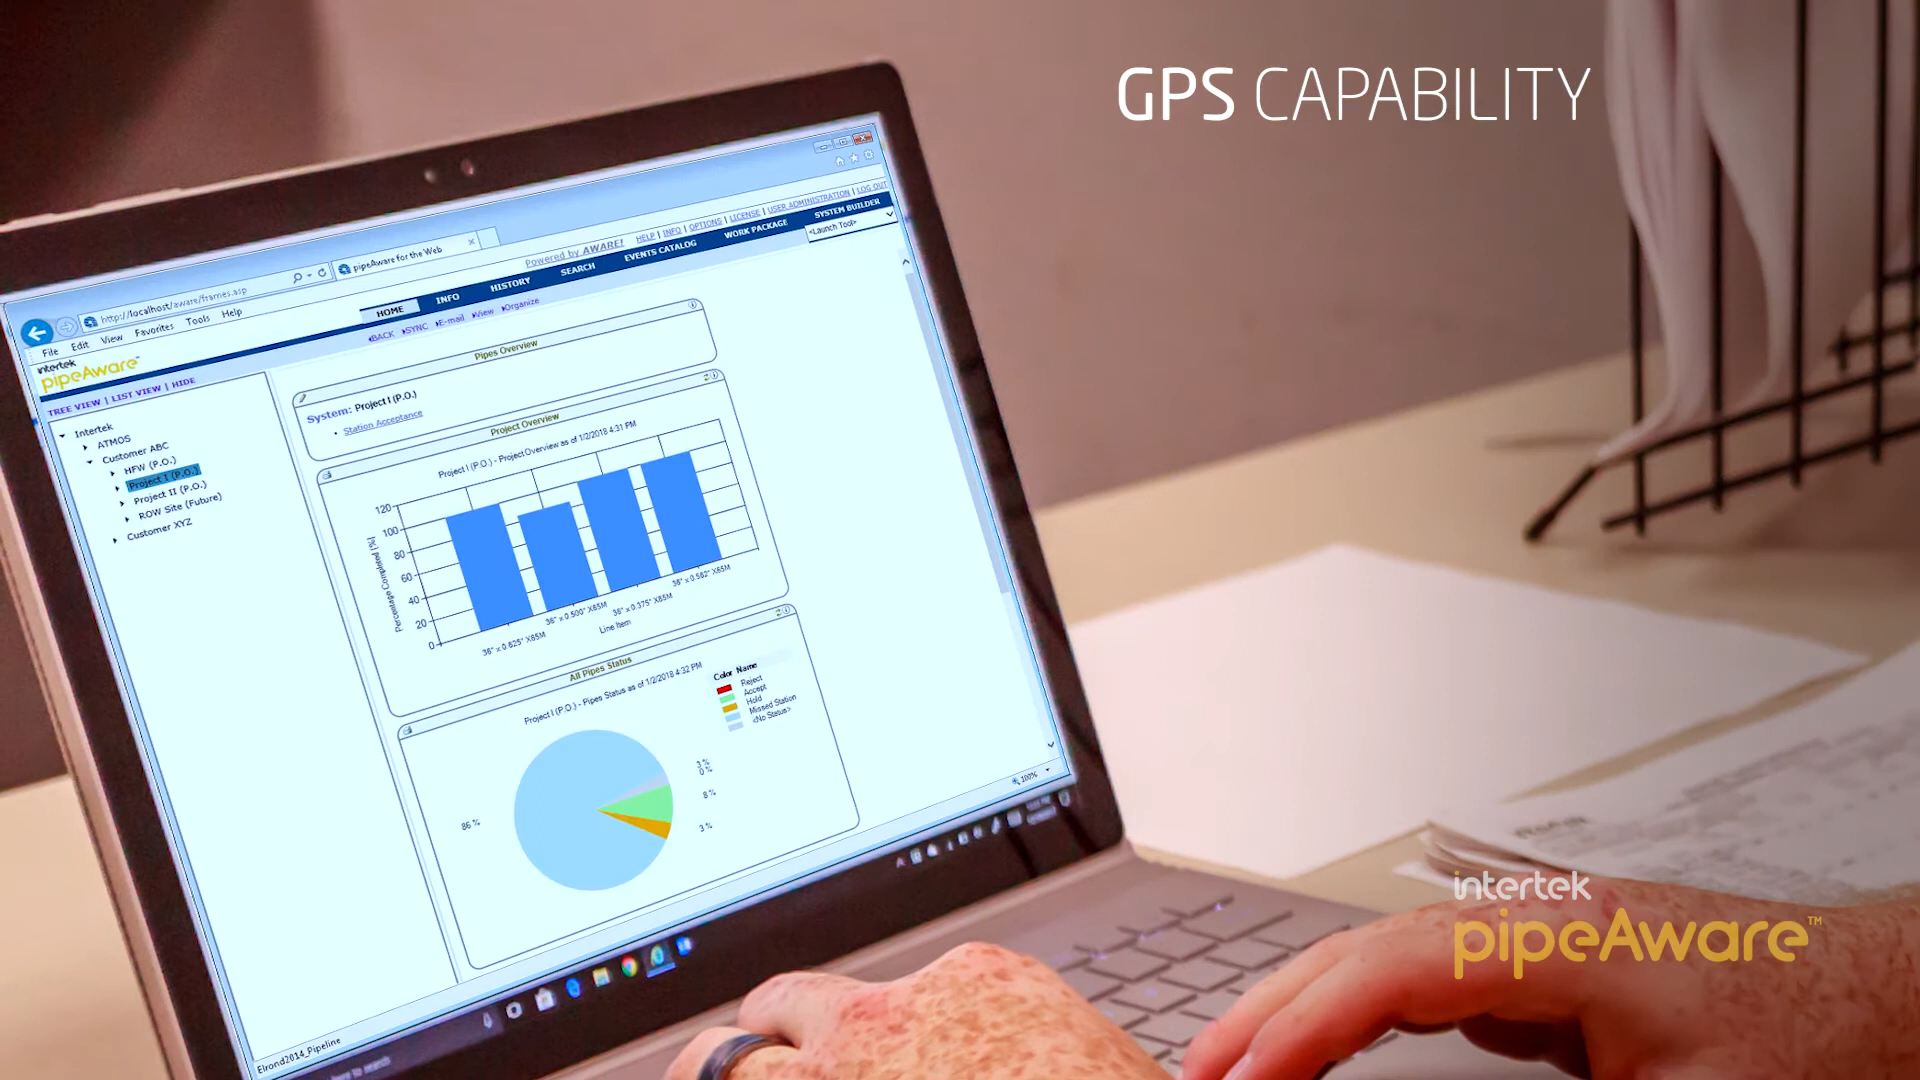 GPS CAPABILITY
http://localhost/aware/frames.asp
pipeAware for the Web
File Edit View Favorites Tools Help
intertek
pipeAware
Powered by AWARE!
HELP | INFO | OPTIONS | LICENSE | USER ADMINISTRATION | LOG OUT
HOME INFO HISTORY SEARCH EVENTS CATALOG WORK PACKAGE SYSTEM BUILDER
BACK SYNC E-mail View Organize
<Launch Tool>
TREE VIEW | LIST VIEW | HIDE
Intertek
ATMOS
Customer ABC
HFW (P.O.)
Project I (P.O.)
Project II (P.O.)
ROW Site (Future)
Customer XYZ
Pipes Overview
System: Project I (P.O.)
Station Acceptance
Project Overview
Project I (P.O.) - Project Overview as of 1/2/2018 4:31 PM
Percentage Completed [%]
120
100
80
60
40
20
0
36" x 0.625" X65M
36" x 0.500" X65M
36" x 0.375" X65M
36" x 0.562" X65M
Line Item
All Pipes Status
Project I (P.O.) - Pipes Status as of 1/2/2018 4:32 PM
Color Name
Reject
Accept
Hold
Missed Station
<No Status>
3 %
0 %
8 %
3 %
86 %
100%
Elrond2014_Pipeline
here to search
intertek
pipeAware™